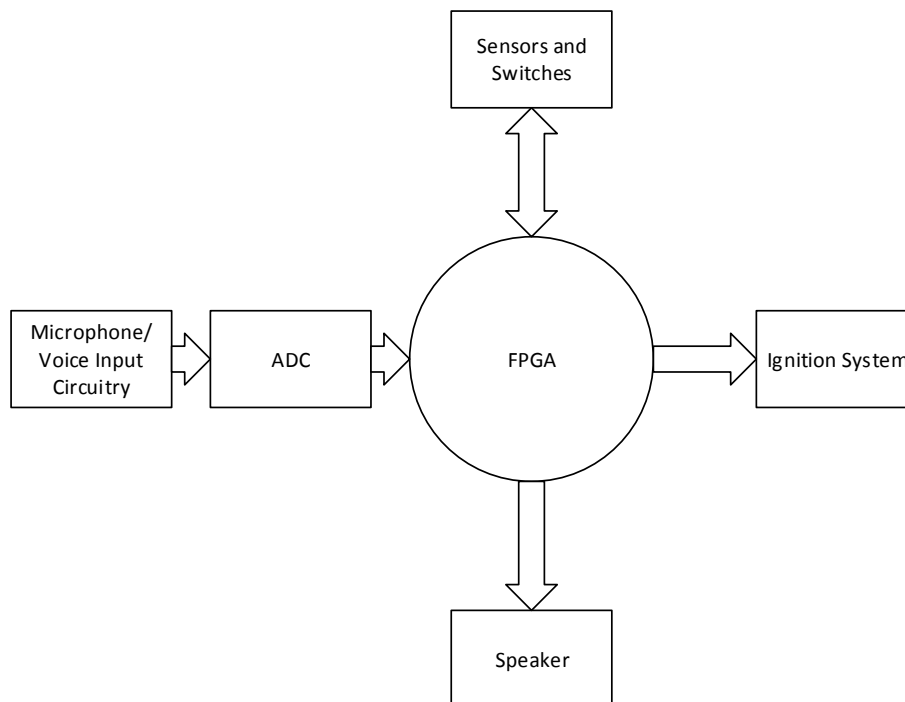 Sensors and
Switches
Microphone/
Voice Input
Circuitry
ADC
FPGA
Ignition System
Speaker